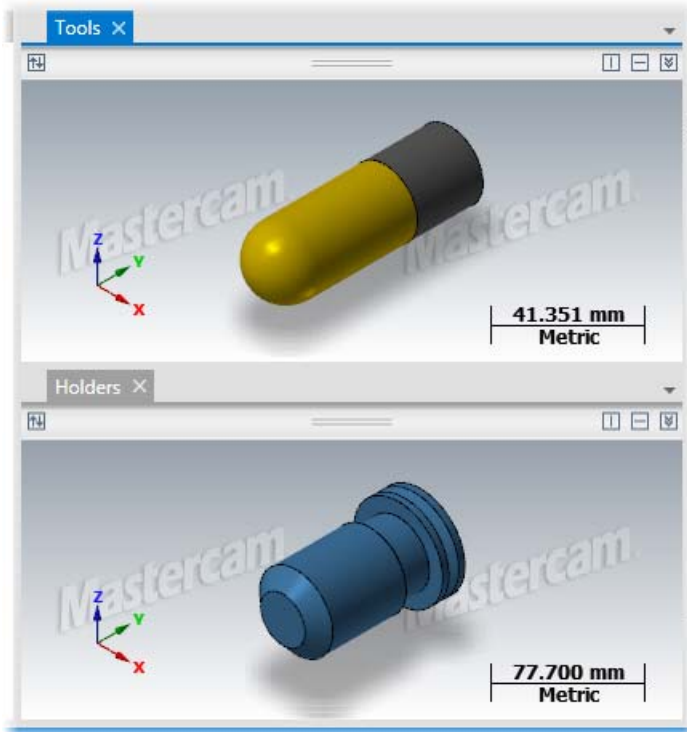 Tools
Mastercam
Mastercam
Z
Y
X
41.351 mm
Metric
Holders
Mastercam
Mastercam
Z
Y
X
77.700 mm
Metric